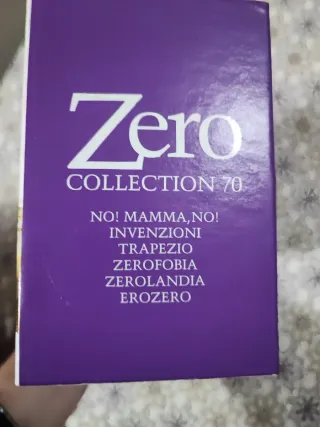 Zero
COLLECTION 70
NO! MAMMA, NO!
INVENZIONI
TRAPEZIO
ZEROFOBIA
ZEROLANDIA
EROZERO